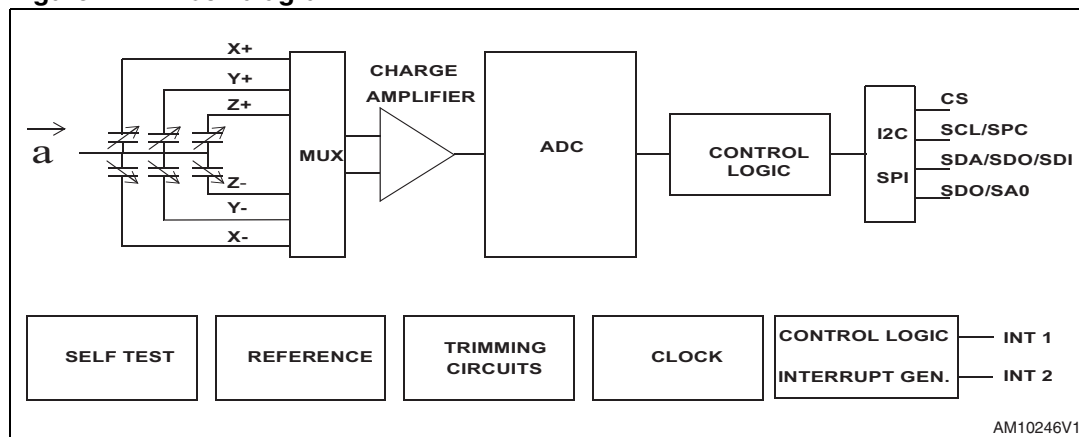 X+
Y+
Z+
a
Z-
Y-
X-
MUX
CHARGE
AMPLIFIER
ADC
CONTROL
LOGIC
I2C
SPI
CS
SCL/SPC
SDA/SDO/SDI
SDO/SA0
SELF TEST
REFERENCE
TRIMMING
CIRCUITS
CLOCK
CONTROL LOGIC
INTERRUPT GEN.
INT 1
INT 2
AM10246V1